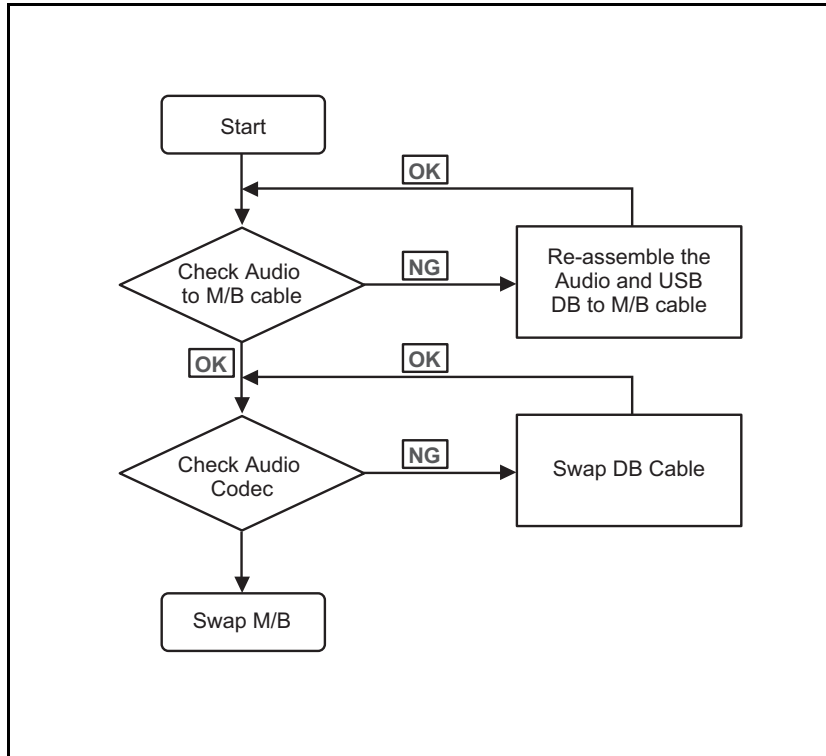 Start
OK
Check Audio
to M/B cable
NG
Re-assemble the
Audio and USB
DB to M/B cable
OK
OK
Check Audio
Codec
NG
Swap DB Cable
Swap M/B